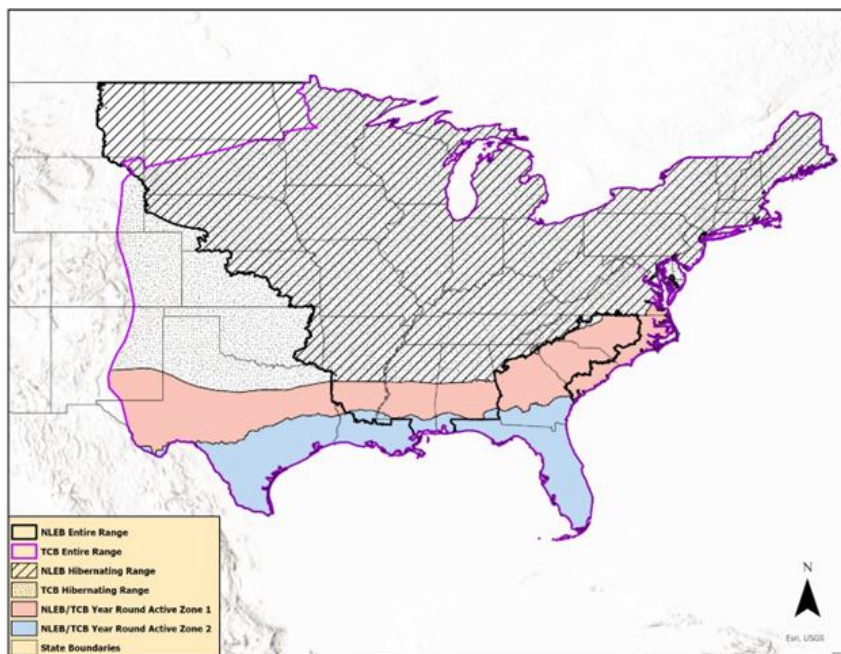 NLEB Entire Range
TCB Entire Range
NLEB Hibernating Range
TCB Hibernating Range
NLEB/TCB Year Round Active Zone 1
NLEB/TCB Year Round Active Zone 2
State Boundaries
N
Esri, USGS